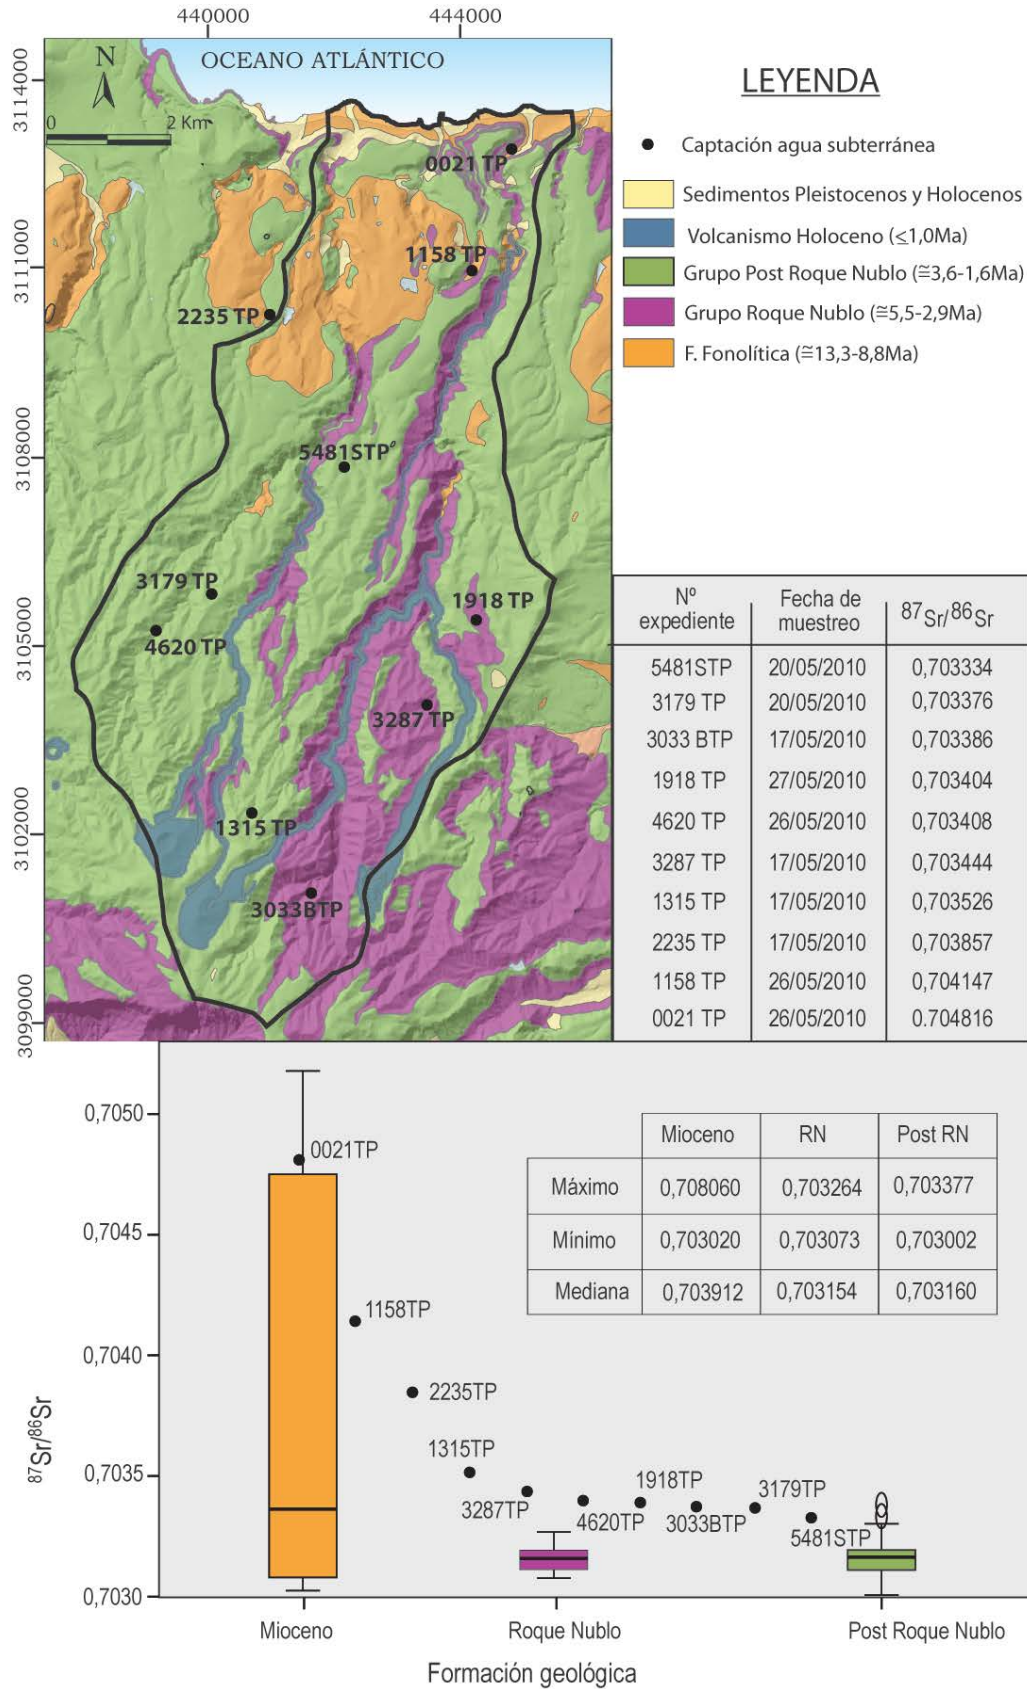 440000 444000
3114000
3111000
3108000
3105000
3102000
3099000
N
OCEANO ATLÁNTICO
0 2 Km
0021 TP
1158 TP
2235 TP
5481STP
3179 TP
4620 TP
1918 TP
3287 TP
1315 TP
3033BTP
LEYENDA
Captación agua subterránea
Sedimentos Pleistocenos y Holocenos
Volcanismo Holoceno (≤1,0Ma)
Grupo Post Roque Nublo (≅3,6-1,6Ma)
Grupo Roque Nublo (≅5,5-2,9Ma)
F. Fonolítica (≅13,3-8,8Ma)
Nº expediente Fecha de muestreo 87Sr/86Sr
5481STP 20/05/2010 0,703334
3179 TP 20/05/2010 0,703376
3033 BTP 17/05/2010 0,703386
1918 TP 27/05/2010 0,703404
4620 TP 26/05/2010 0,703408
3287 TP 17/05/2010 0,703444
1315 TP 17/05/2010 0,703526
2235 TP 17/05/2010 0,703857
1158 TP 26/05/2010 0,704147
0021 TP 26/05/2010 0.704816
Mioceno RN Post RN
Máximo 0,708060 0,703264 0,703377
Mínimo 0,703020 0,703073 0,703002
Mediana 0,703912 0,703154 0,703160
0,7050
0,7045
0,7040
0,7035
0,7030
87Sr/86Sr
0021TP
1158TP
2235TP
1315TP
3287TP
4620TP
1918TP
3033BTP
3179TP
5481STP
Mioceno Roque Nublo Post Roque Nublo
Formación geológica